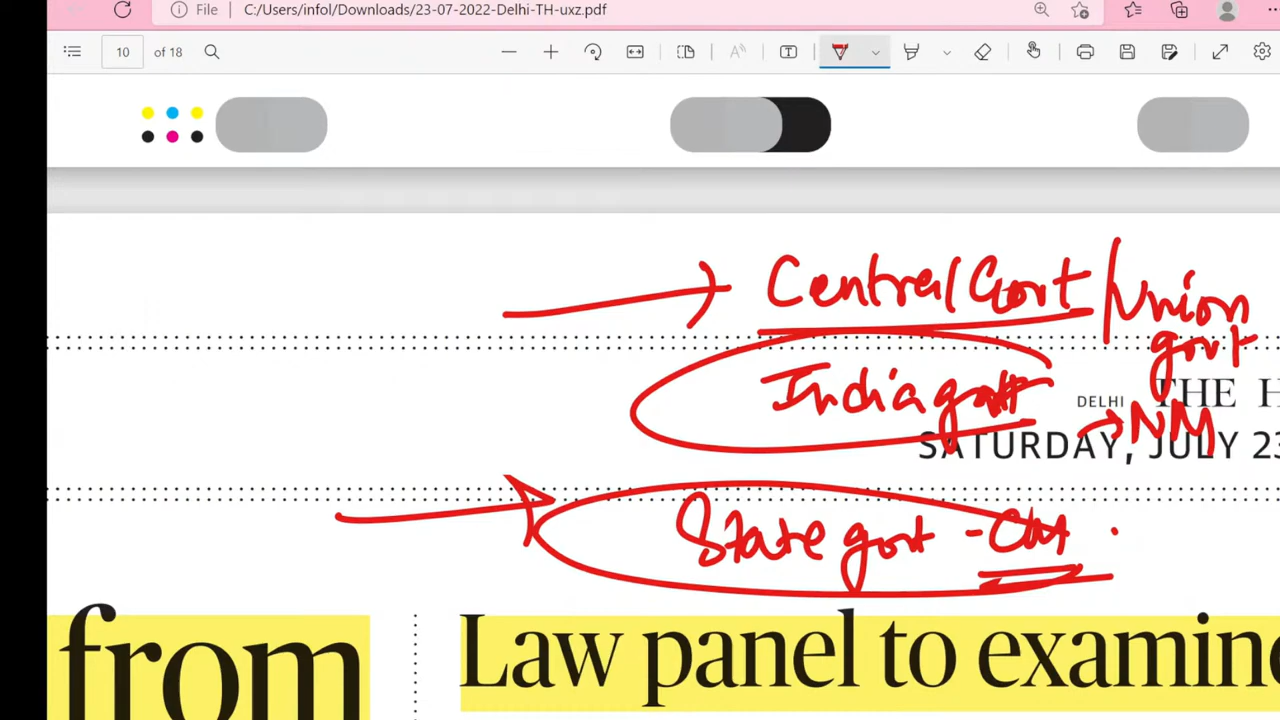 File C:/Users/infol/Downloads/23-07-2022-Delhi-TH-uxz.pdf
10 of 18
Central Govt / Union govt
India govt
DELHI THE H
→ NM
SATURDAY, JULY 23
State govt - CM .
from
Law panel to examine